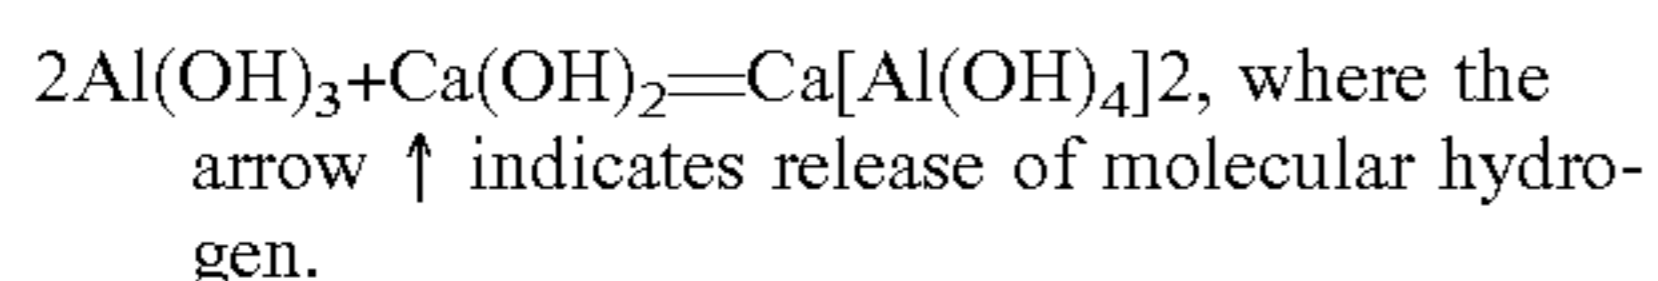 2Al(OH)₃+Ca(OH)₂═Ca[Al(OH)₄]2, where the
arrow ↑ indicates release of molecular hydro-
gen.